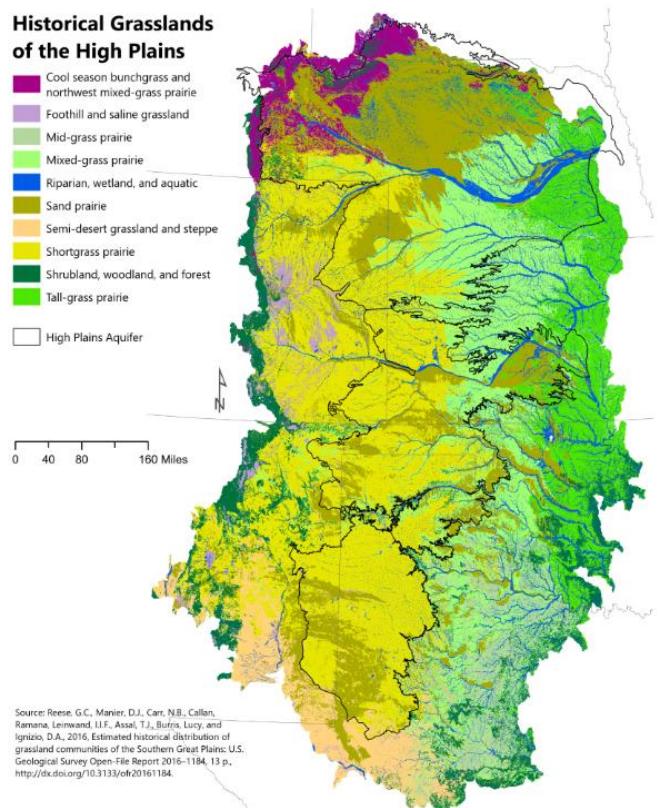 Historical Grasslands
of the High Plains
Cool season bunchgrass and
northwest mixed-grass prairie
Foothill and saline grassland
Mid-grass prairie
Mixed-grass prairie
Riparian, wetland, and aquatic
Sand prairie
Semi-desert grassland and steppe
Shortgrass prairie
Shrubland, woodland, and forest
Tall-grass prairie
High Plains Aquifer
N
0 40 80 160 Miles
Source: Reese, G.C., Manier, D.J., Carr, N.B., Callan,
Ramana, Leinwand, I.I.F., Assal, T.J., Burris, Lucy, and
Ignizio, D.A., 2016, Estimated historical distribution of
grassland communities of the Southern Great Plains: U.S.
Geological Survey Open-File Report 2016–1184, 13 p.,
http://dx.doi.org/10.3133/ofr20161184.